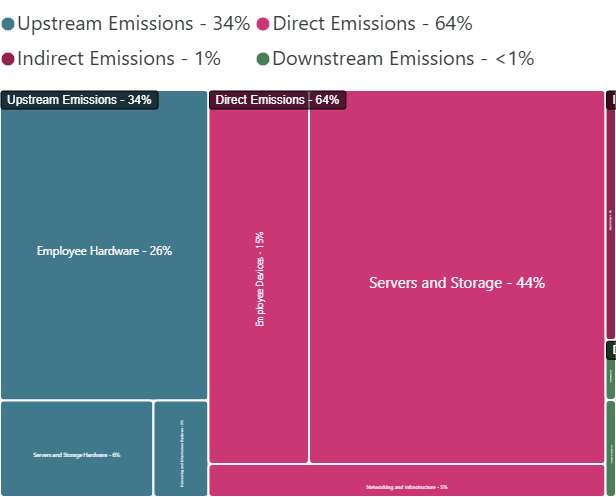 Upstream Emissions - 34%
Direct Emissions - 64%
Indirect Emissions - 1%
Downstream Emissions - <1%
Upstream Emissions - 34%
Direct Emissions - 64%
Employee Hardware - 26%
Employee Devices - 15%
Servers and Storage - 44%
Servers and Storage Hardware - 6%
Networking and Infrastructure - 5%